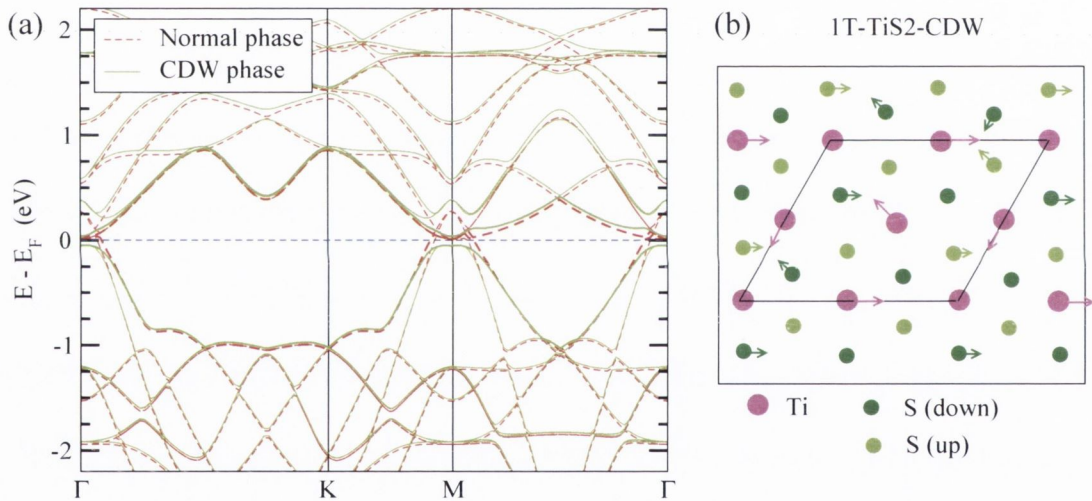 (a)
Normal phase
CDW phase
E - E_F (eV)
2
1
0
-1
-2
Γ
K
M
Γ
(b)
1T-TiS2-CDW
Ti
S (down)
S (up)